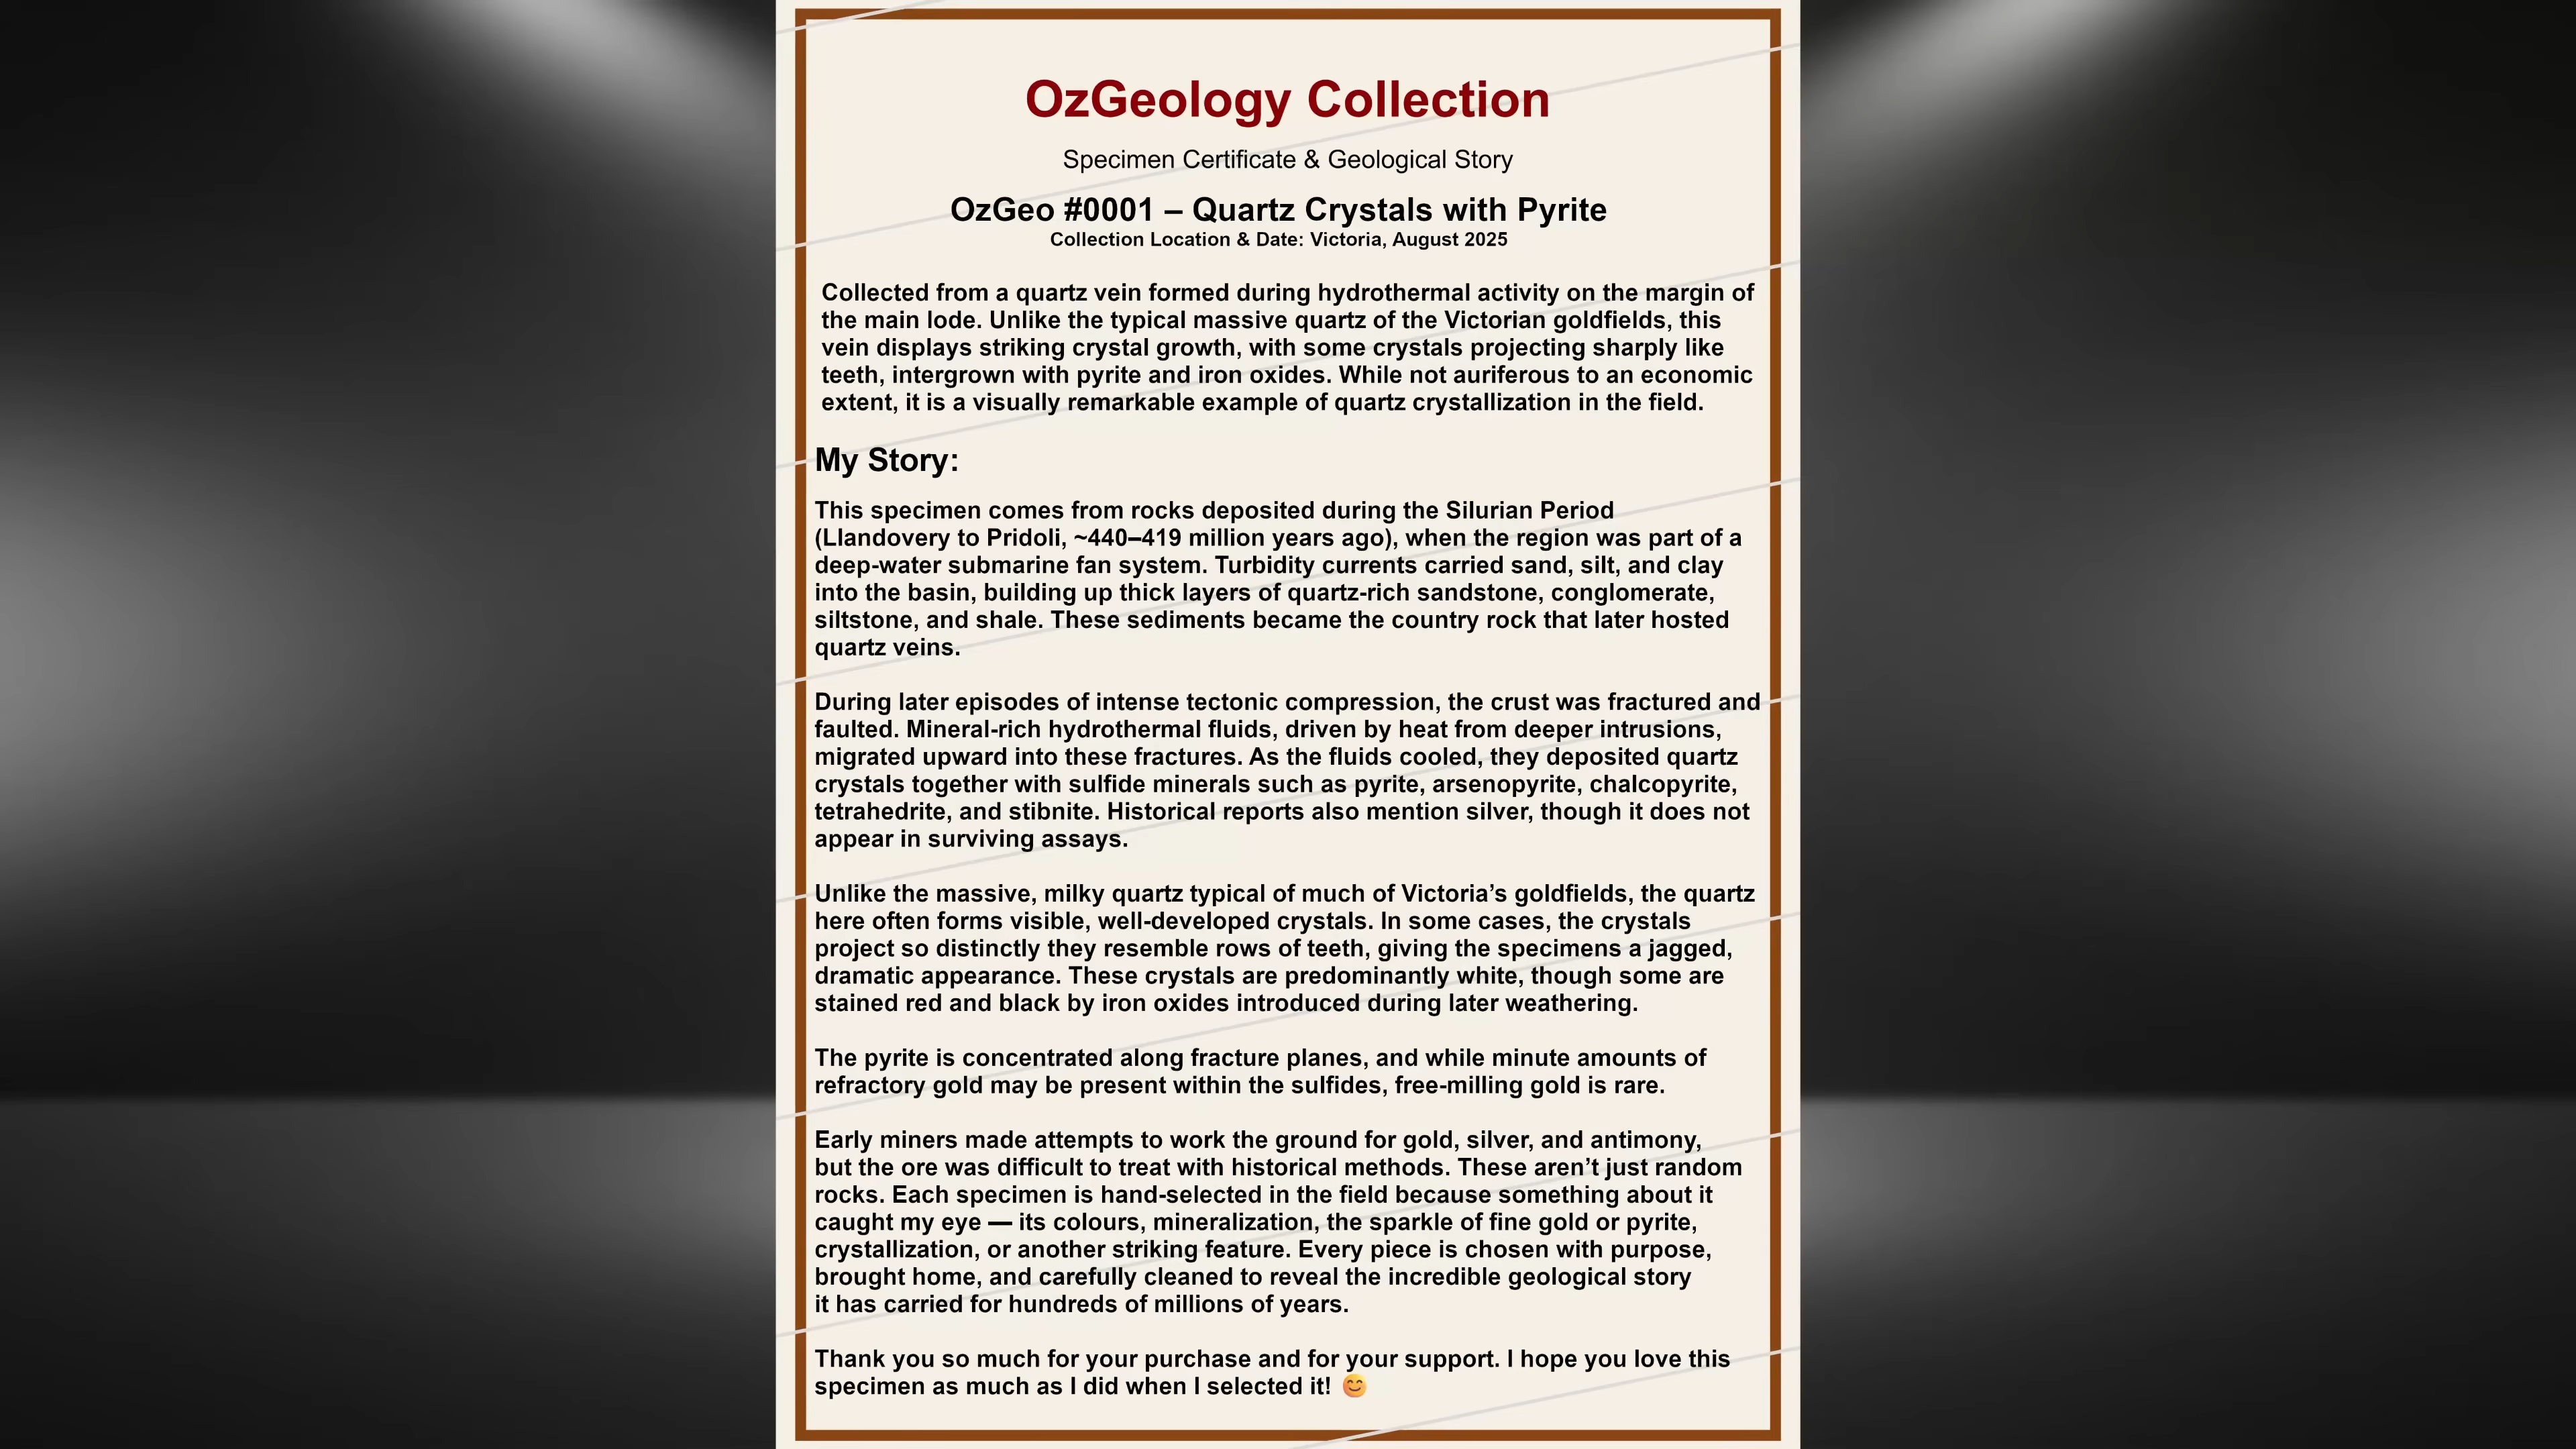 OzGeology Collection
Specimen Certificate & Geological Story
OzGeo #0001 – Quartz Crystals with Pyrite
Collection Location & Date: Victoria, August 2025
Collected from a quartz vein formed during hydrothermal activity on the margin of
the main lode. Unlike the typical massive quartz of the Victorian goldfields, this
vein displays striking crystal growth, with some crystals projecting sharply like
teeth, intergrown with pyrite and iron oxides. While not auriferous to an economic
extent, it is a visually remarkable example of quartz crystallization in the field.
My Story:
This specimen comes from rocks deposited during the Silurian Period
(Llandovery to Pridoli, ~440–419 million years ago), when the region was part of a
deep-water submarine fan system. Turbidity currents carried sand, silt, and clay
into the basin, building up thick layers of quartz-rich sandstone, conglomerate,
siltstone, and shale. These sediments became the country rock that later hosted
quartz veins.
During later episodes of intense tectonic compression, the crust was fractured and
faulted. Mineral-rich hydrothermal fluids, driven by heat from deeper intrusions,
migrated upward into these fractures. As the fluids cooled, they deposited quartz
crystals together with sulfide minerals such as pyrite, arsenopyrite, chalcopyrite,
tetrahedrite, and stibnite. Historical reports also mention silver, though it does not
appear in surviving assays.
Unlike the massive, milky quartz typical of much of Victoria’s goldfields, the quartz
here often forms visible, well-developed crystals. In some cases, the crystals
project so distinctly they resemble rows of teeth, giving the specimens a jagged,
dramatic appearance. These crystals are predominantly white, though some are
stained red and black by iron oxides introduced during later weathering.
The pyrite is concentrated along fracture planes, and while minute amounts of
refractory gold may be present within the sulfides, free-milling gold is rare.
Early miners made attempts to work the ground for gold, silver, and antimony,
but the ore was difficult to treat with historical methods. These aren’t just random
rocks. Each specimen is hand-selected in the field because something about it
caught my eye — its colours, mineralization, the sparkle of fine gold or pyrite,
crystallization, or another striking feature. Every piece is chosen with purpose,
brought home, and carefully cleaned to reveal the incredible geological story
it has carried for hundreds of millions of years.
Thank you so much for your purchase and for your support. I hope you love this
specimen as much as I did when I selected it! 😊